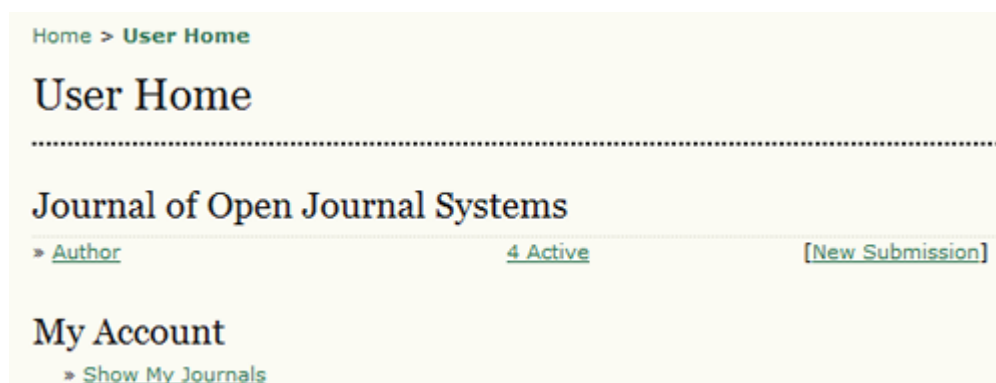 Home > User Home
User Home
Journal of Open Journal Systems
» Author 4 Active [New Submission]
My Account
» Show My Journals